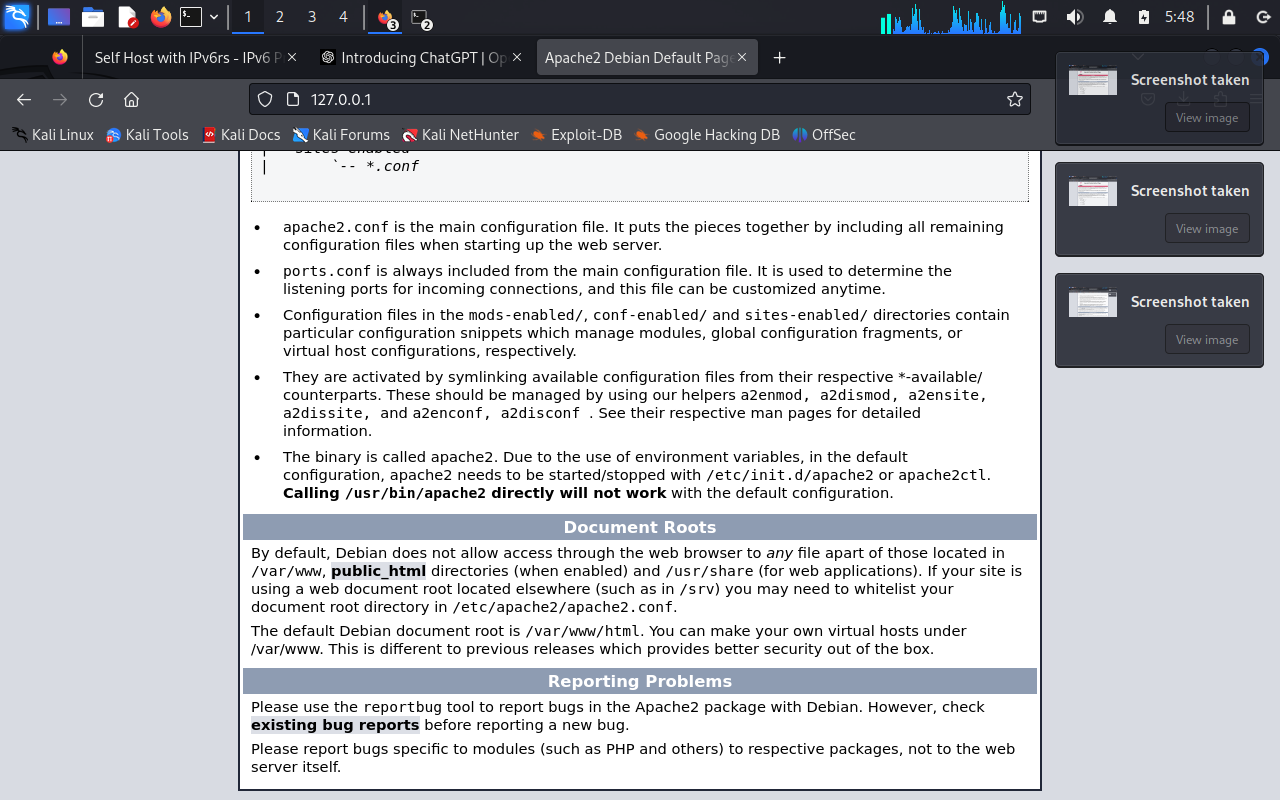 1 2 3 4 3 2 5:48
Self Host with IPv6rs - IPv6 P
Introducing ChatGPT | Op
Apache2 Debian Default Page
127.0.0.1
Kali Linux Kali Tools Kali Docs Kali Forums Kali NetHunter Exploit-DB Google Hacking DB OffSec
Screenshot taken
View image
Screenshot taken
View image
Screenshot taken
View image
| `-- *.conf
• apache2.conf is the main configuration file. It puts the pieces together by including all remaining
configuration files when starting up the web server.
• ports.conf is always included from the main configuration file. It is used to determine the
listening ports for incoming connections, and this file can be customized anytime.
• Configuration files in the mods-enabled/, conf-enabled/ and sites-enabled/ directories contain
particular configuration snippets which manage modules, global configuration fragments, or
virtual host configurations, respectively.
• They are activated by symlinking available configuration files from their respective *-available/
counterparts. These should be managed by using our helpers a2enmod, a2dismod, a2ensite,
a2dissite, and a2enconf, a2disconf . See their respective man pages for detailed
information.
• The binary is called apache2. Due to the use of environment variables, in the default
configuration, apache2 needs to be started/stopped with /etc/init.d/apache2 or apache2ctl.
Calling /usr/bin/apache2 directly will not work with the default configuration.
Document Roots
By default, Debian does not allow access through the web browser to any file apart of those located in
/var/www, public_html directories (when enabled) and /usr/share (for web applications). If your site is
using a web document root located elsewhere (such as in /srv) you may need to whitelist your
document root directory in /etc/apache2/apache2.conf.
The default Debian document root is /var/www/html. You can make your own virtual hosts under
/var/www. This is different to previous releases which provides better security out of the box.
Reporting Problems
Please use the reportbug tool to report bugs in the Apache2 package with Debian. However, check
existing bug reports before reporting a new bug.
Please report bugs specific to modules (such as PHP and others) to respective packages, not to the web
server itself.